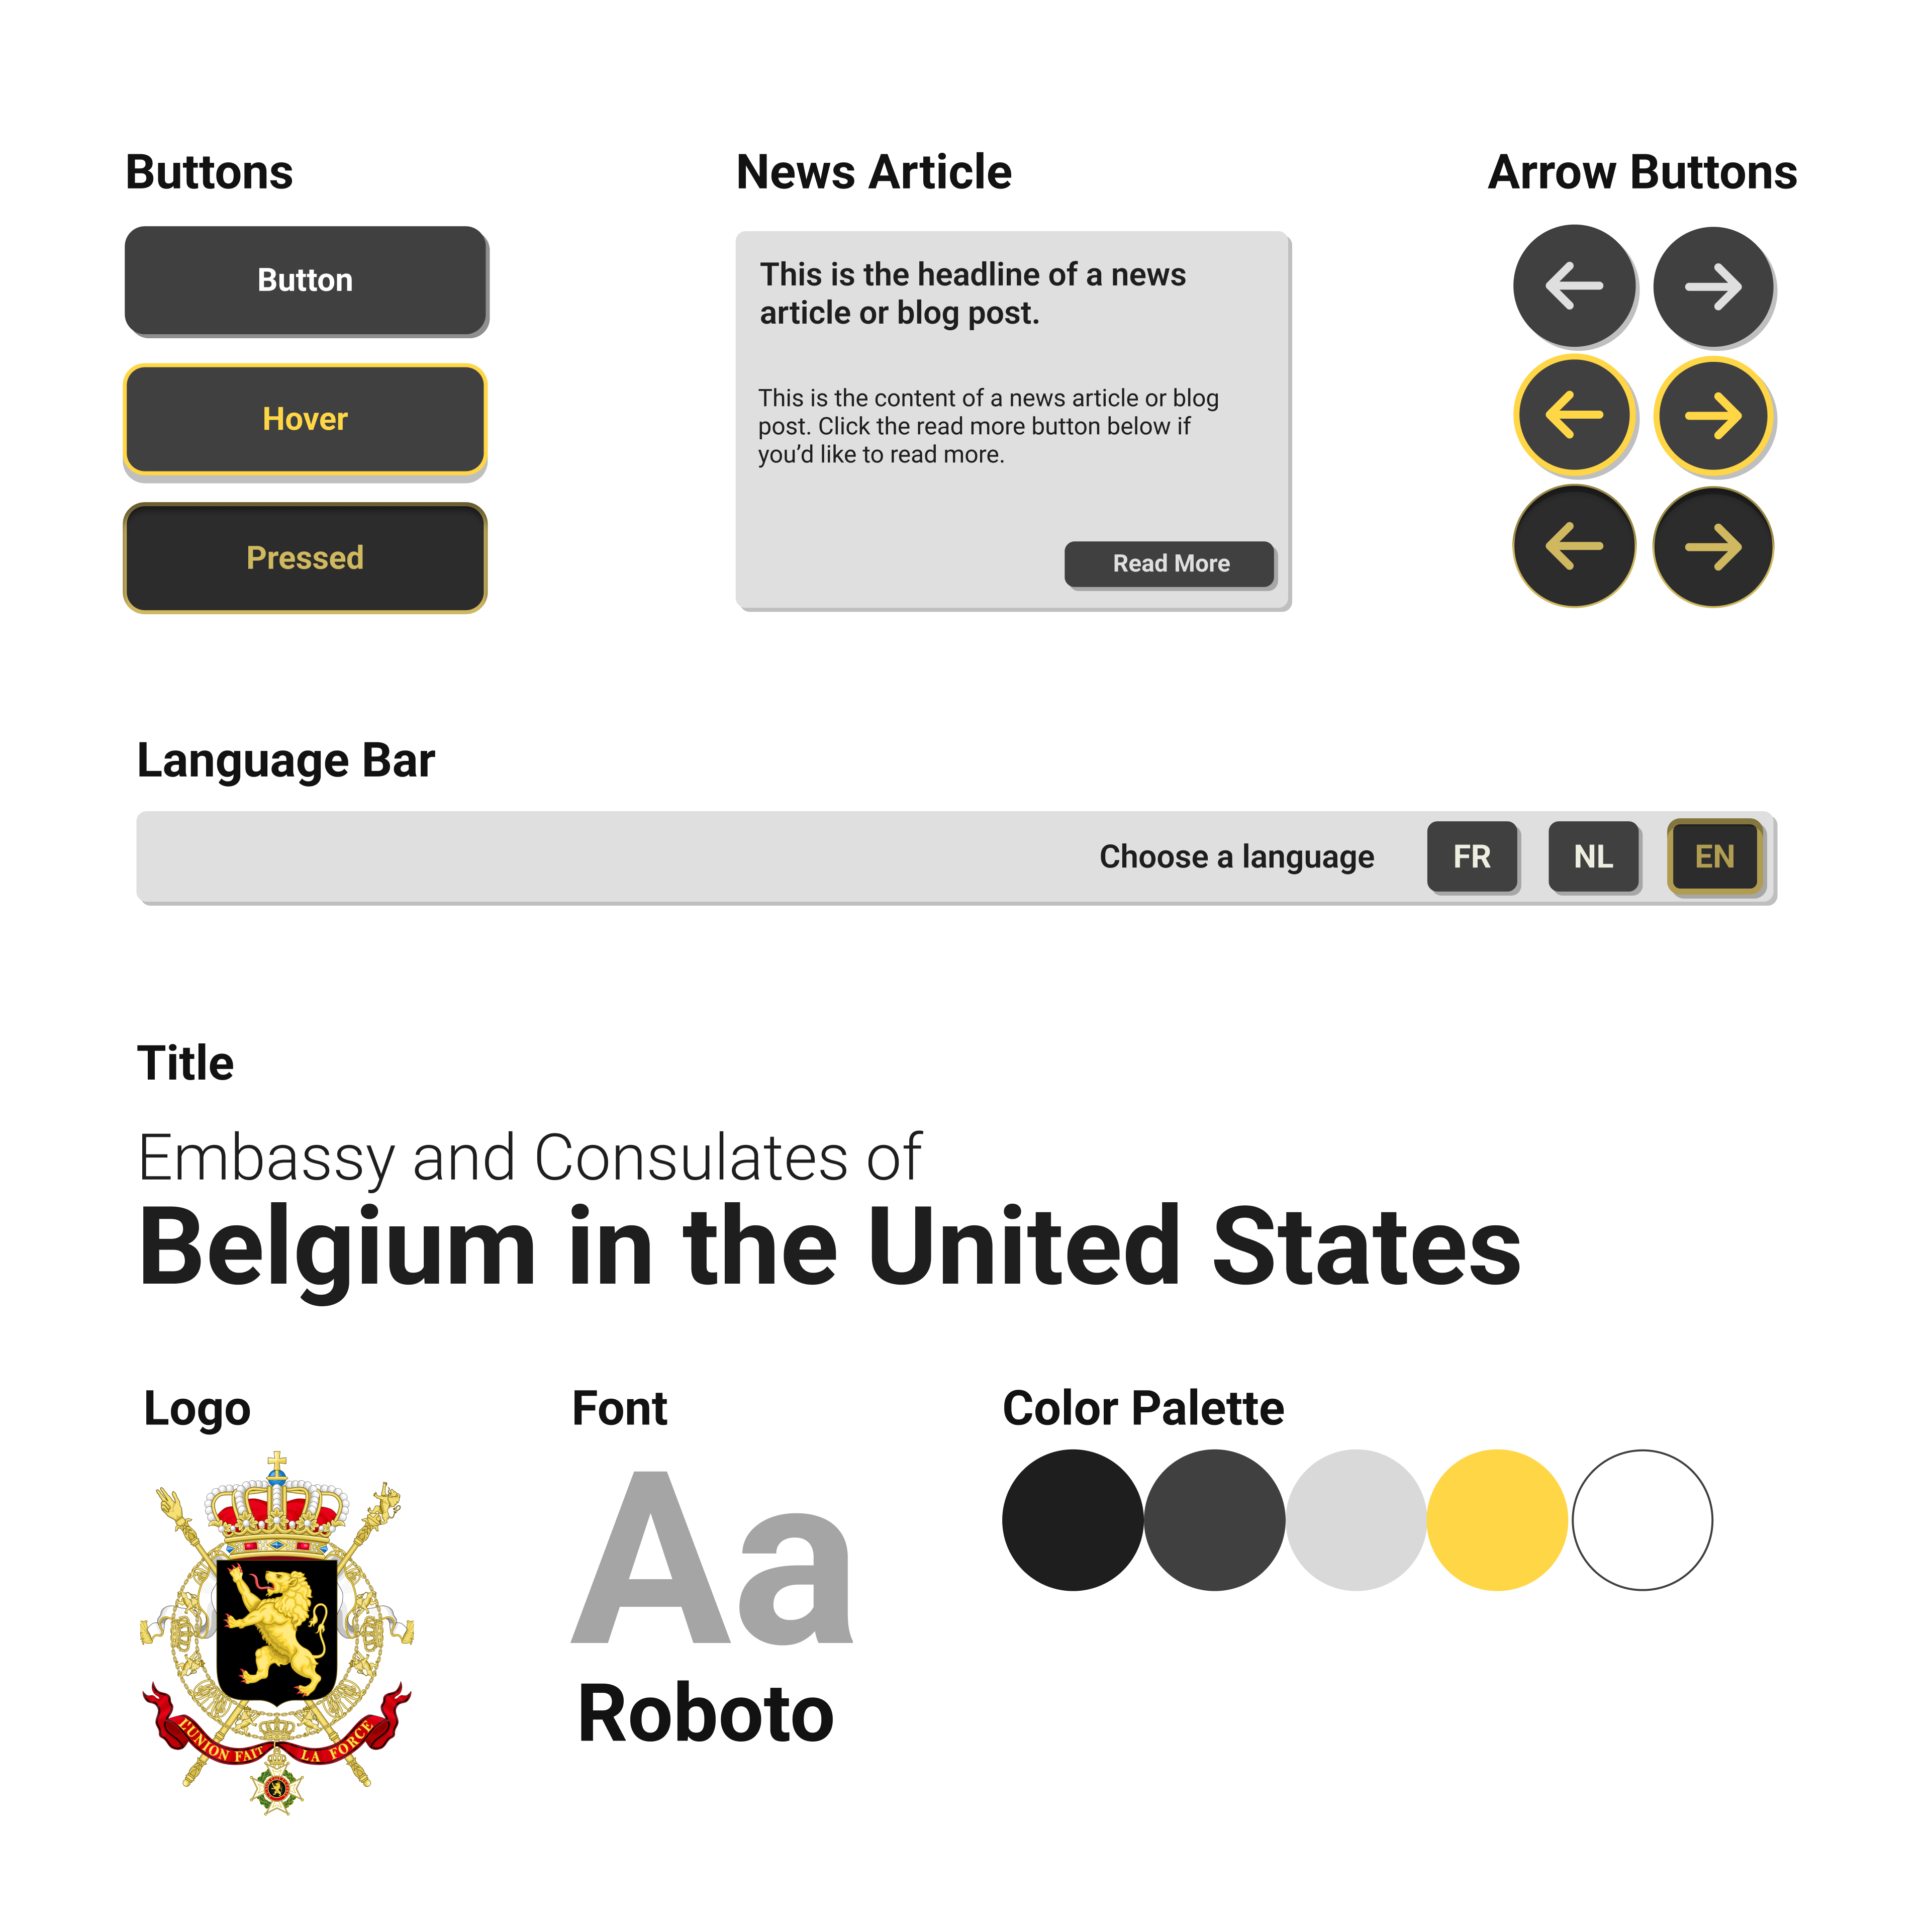 Buttons
Button
Hover
Pressed
News Article
This is the headline of a news
article or blog post.
This is the content of a news article or blog
post. Click the read more button below if
you’d like to read more.
Read More
Arrow Buttons
Language Bar
Choose a language
FR
NL
EN
Title
Embassy and Consulates of
Belgium in the United States
Logo
L'UNION FAIT LA FORCE
Font
Aa
Roboto
Color Palette